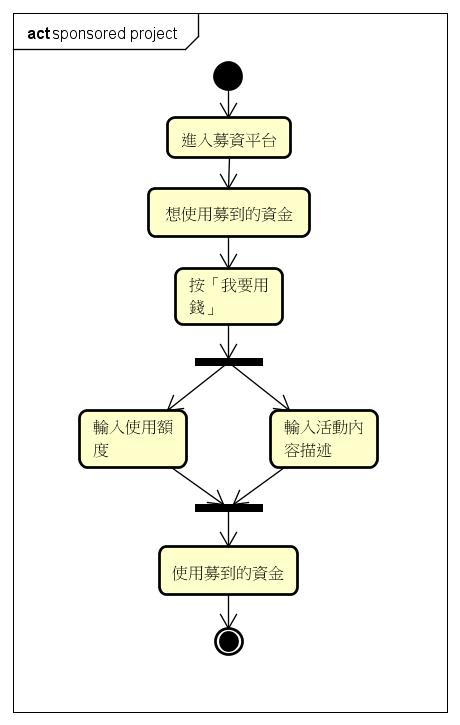 act sponsored project
進入募資平台
想使用募到的資金
按「我要用
錢」
輸入使用額
度
輸入活動內
容描述
使用募到的資金